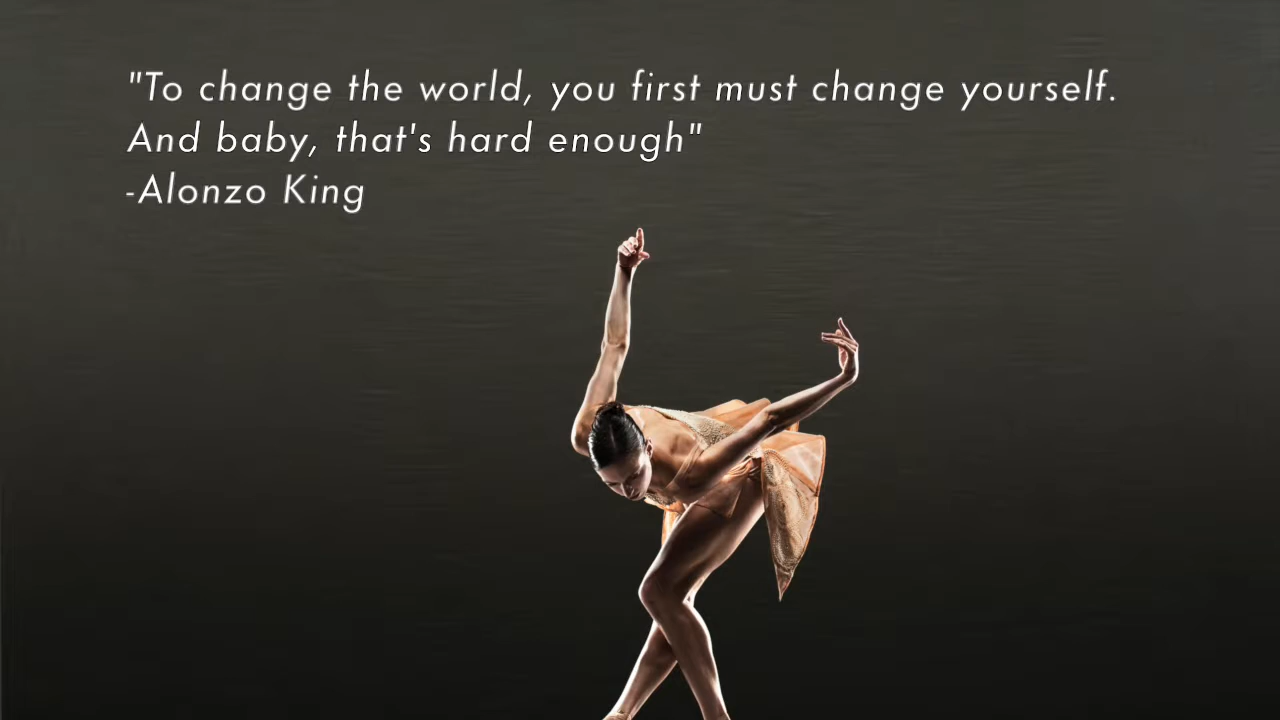 "To change the world, you first must change yourself.
And baby, that's hard enough"
-Alonzo King